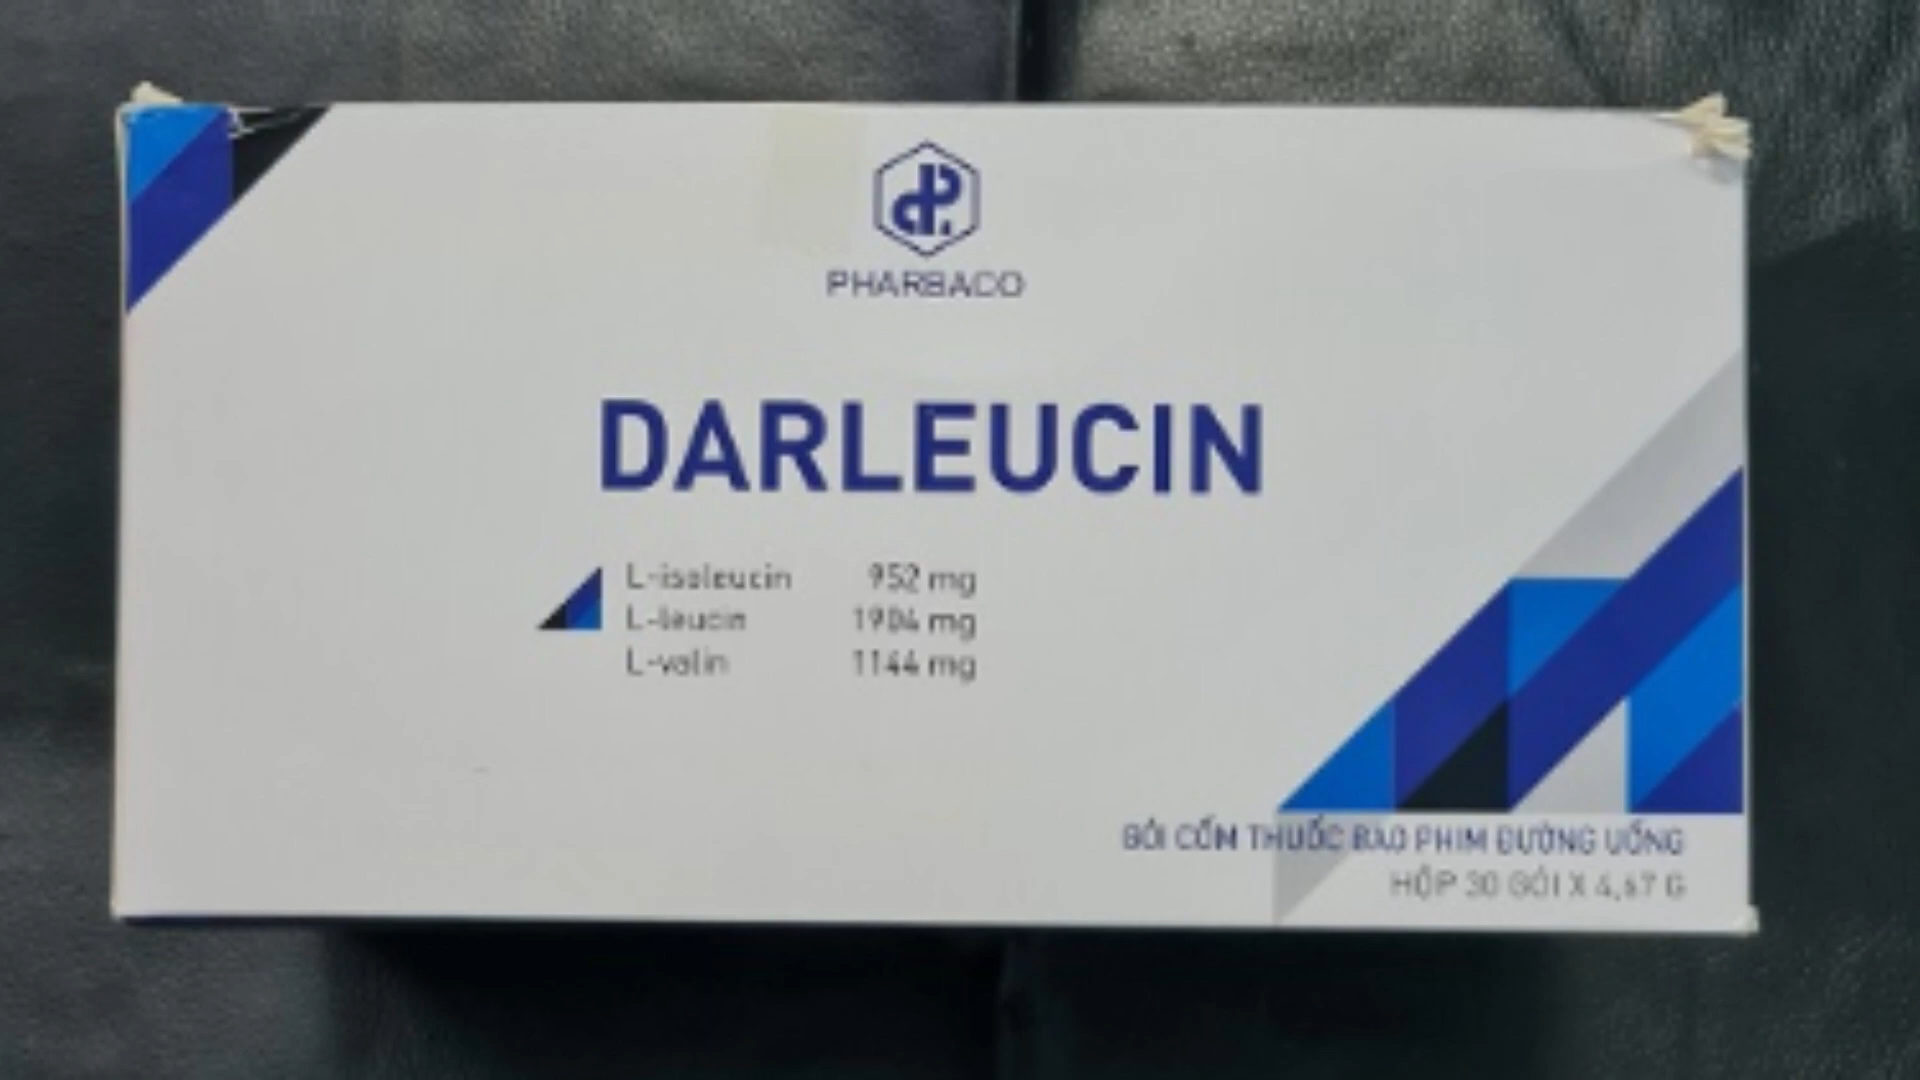 PHARBACO
DARLEUCIN
L-isoleucin 952 mg
L-leucin 1904 mg
L-valin 1144 mg
GÓI CỐM THUỐC BAO PHIM ĐƯỜNG UỐNG
HỘP 30 GÓI X 4,67 G